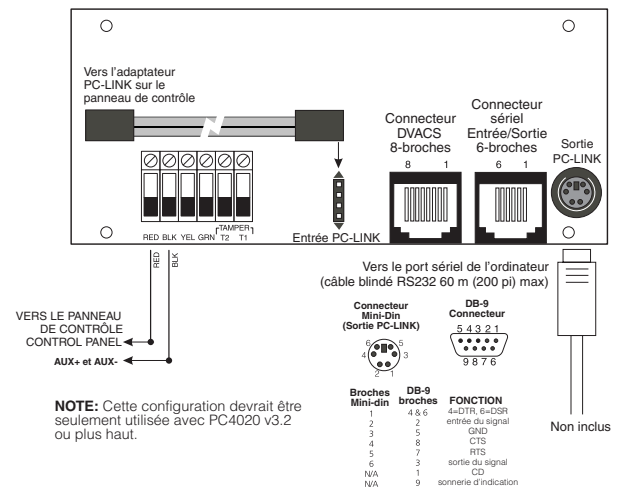 Vers l'adaptateur
PC-LINK sur le
panneau de contrôle
Connecteur
DVACS
8-broches
8 1
Connecteur
sériel
Entrée/Sortie
6-broches
6 1
Sortie
PC-LINK
RED BLK YEL GRN T2 T1
TAMPER
Entrée PC-LINK
RED
BLK
VERS LE PANNEAU
DE CONTRÔLE
CONTROL PANEL
AUX+ et AUX-
NOTE: Cette configuration devrait être
seulement utilisée avec PC4020 v3.2
ou plus haut.
Vers le port sériel de l'ordinateur
(câble blindé RS232 60 m (200 pi) max)
Connecteur
Mini-Din
(Sortie PC-LINK)
6 5
4 3
2 1
DB-9
Connecteur
5 4 3 2 1
9 8 7 6
Broches Mini-din DB-9 broches FONCTION
1 4 & 6 4=DTR, 6=DSR
2 2 entrée du signal
3 5 GND
4 8 CTS
5 7 RTS
6 3 sortie du signal
N/A 1 CD
N/A 9 sonnerie d'indication
Non inclus